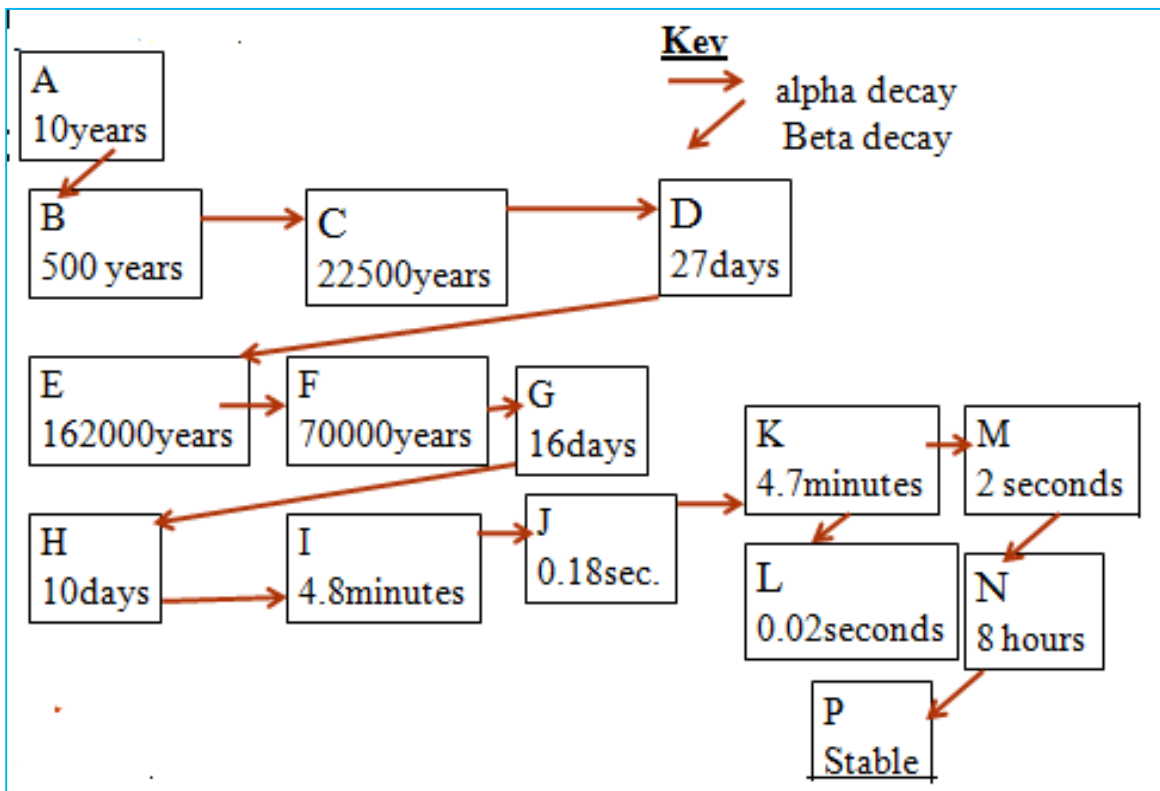 Key
alpha decay
Beta decay
A
10years
B
500 years
C
22500years
D
27days
E
162000years
F
70000years
G
16days
H
10days
I
4.8minutes
J
0.18sec.
K
4.7minutes
M
2 seconds
L
0.02seconds
N
8 hours
P
Stable